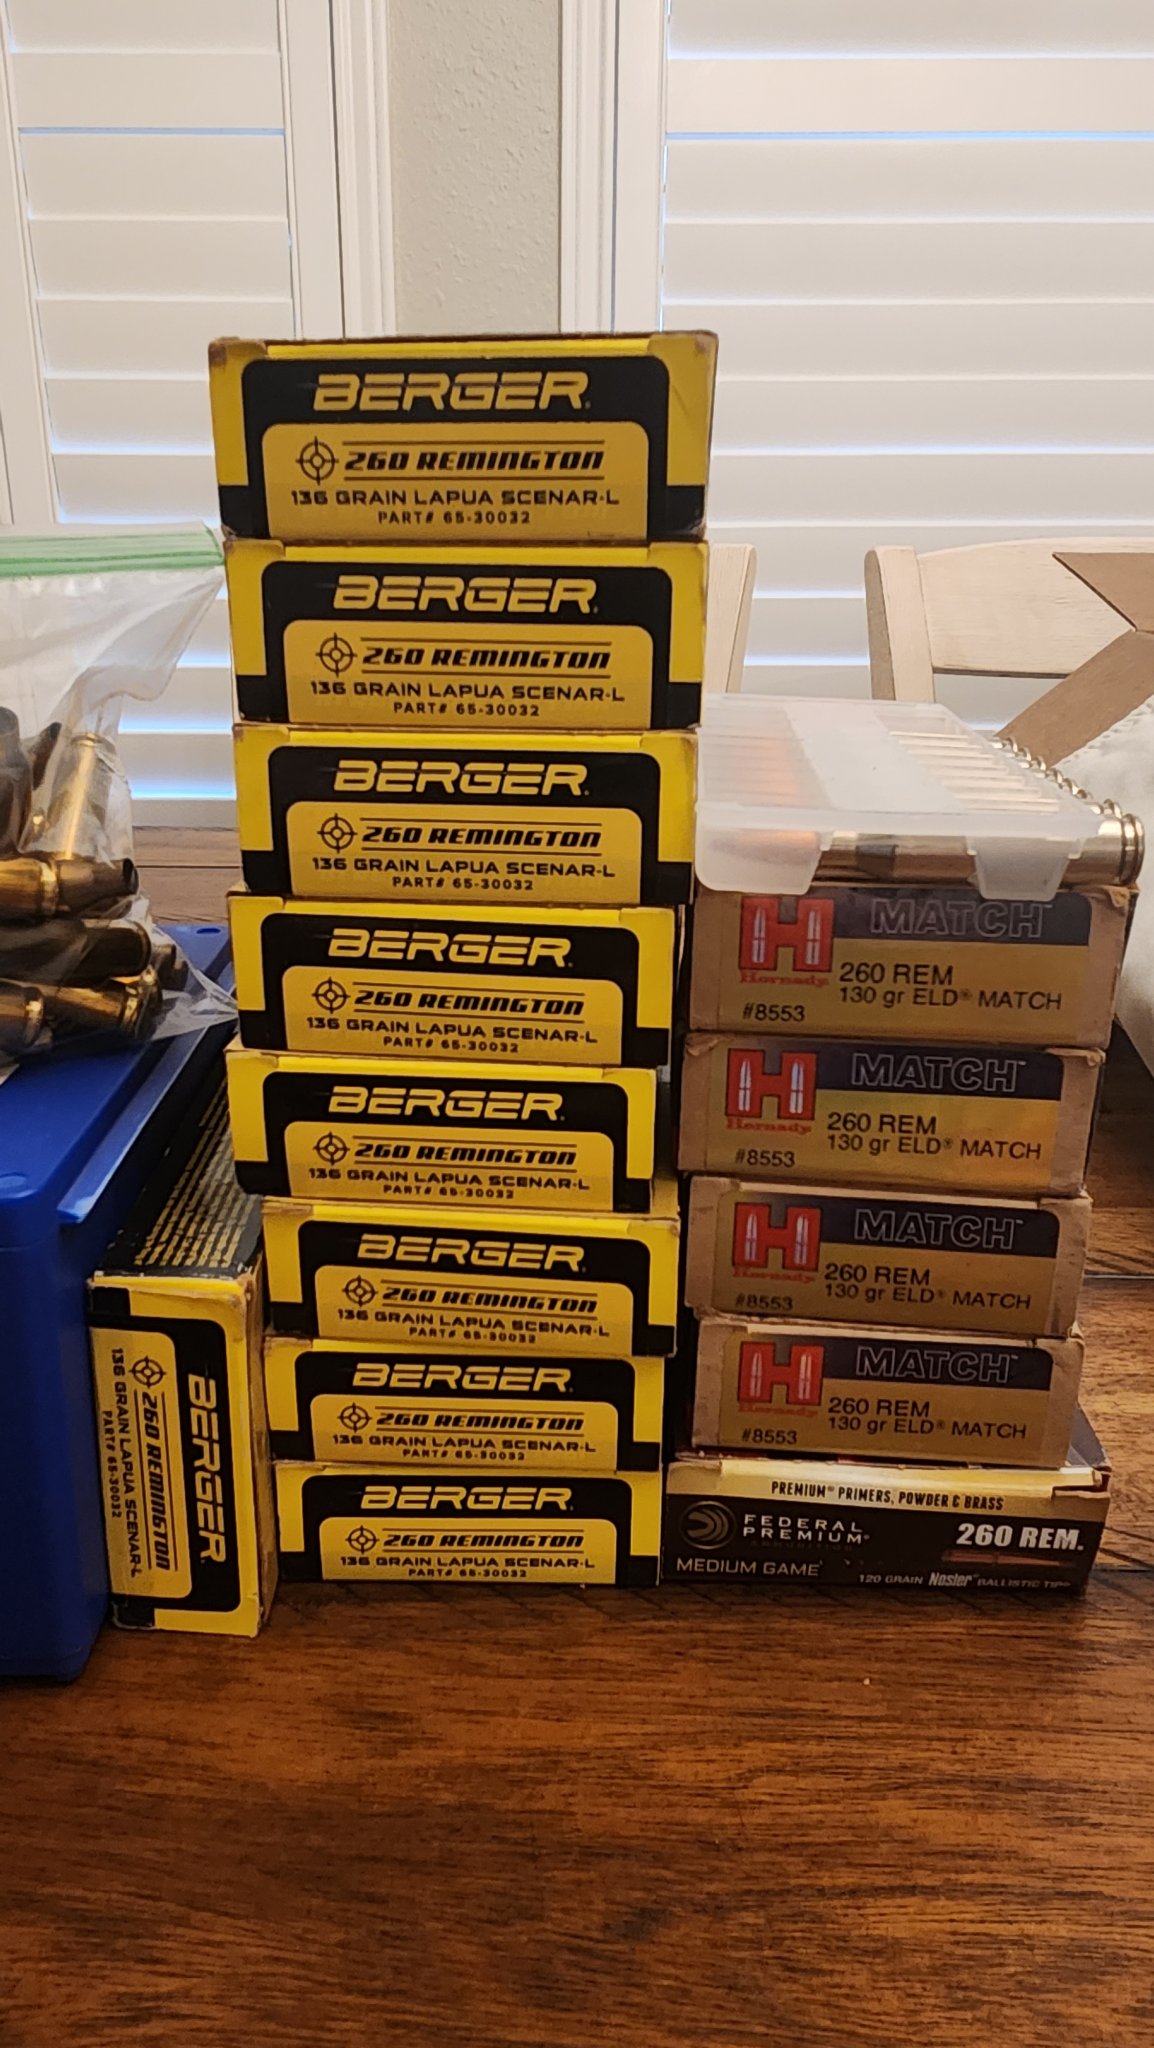 BERGER
260 REMINGTON
136 GRAIN LAPUA SCENAR-L
PART# 65-30032
BERGER
260 REMINGTON
136 GRAIN LAPUA SCENAR-L
PART# 65-30032
BERGER
260 REMINGTON
136 GRAIN LAPUA SCENAR-L
PART# 65-30032
BERGER
260 REMINGTON
136 GRAIN LAPUA SCENAR-L
PART# 65-30032
BERGER
260 REMINGTON
136 GRAIN LAPUA SCENAR-L
PART# 65-30032
BERGER
260 REMINGTON
136 GRAIN LAPUA SCENAR-L
PART# 65-30032
BERGER
260 REMINGTON
136 GRAIN LAPUA SCENAR-L
PART# 65-30032
BERGER
260 REMINGTON
136 GRAIN LAPUA SCENAR-L
PART# 65-30032
BERGER
260 REMINGTON
136 GRAIN LAPUA SCENAR-L
PART# 65-30032
H MATCH™
Hornady
260 REM
130 gr ELD® MATCH
#8553
H MATCH™
Hornady
260 REM
130 gr ELD® MATCH
#8553
H MATCH™
Hornady
260 REM
130 gr ELD® MATCH
#8553
H MATCH™
Hornady
260 REM
130 gr ELD® MATCH
#8553
PREMIUM® PRIMERS, POWDER & BRASS
FEDERAL
PREMIUM®
AMMUNITION
260 REM.
MEDIUM GAME
120 GRAIN Nosler® BALLISTIC TIP®